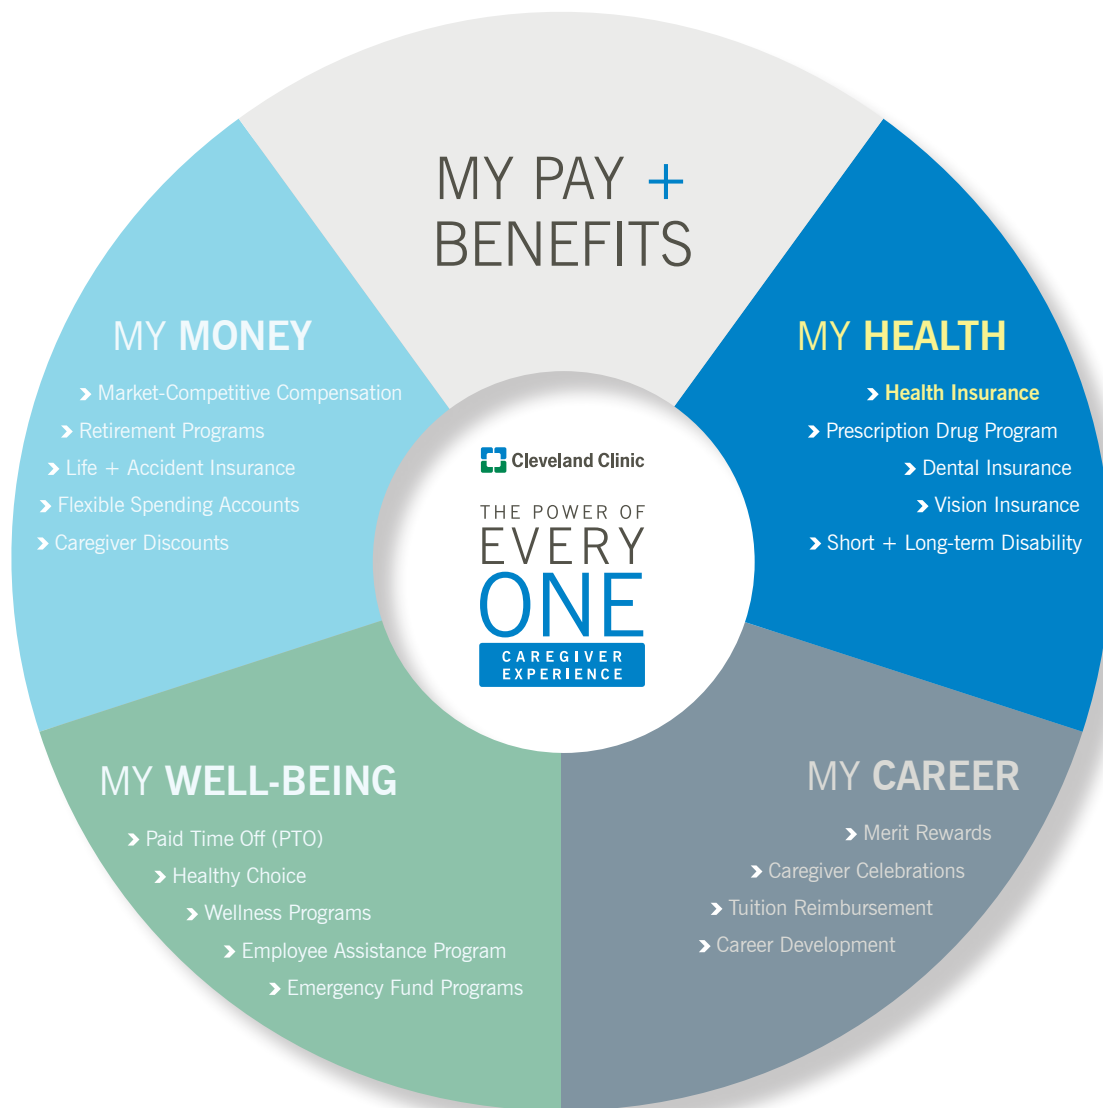 MY PAY +
BENEFITS
MY MONEY
› Market-Competitive Compensation
› Retirement Programs
› Life + Accident Insurance
› Flexible Spending Accounts
› Caregiver Discounts
MY HEALTH
› Health Insurance
› Prescription Drug Program
› Dental Insurance
› Vision Insurance
› Short + Long-term Disability
Cleveland Clinic
THE POWER OF
EVERY
ONE
CAREGIVER
EXPERIENCE
MY WELL-BEING
› Paid Time Off (PTO)
› Healthy Choice
› Wellness Programs
› Employee Assistance Program
› Emergency Fund Programs
MY CAREER
› Merit Rewards
› Caregiver Celebrations
› Tuition Reimbursement
› Career Development